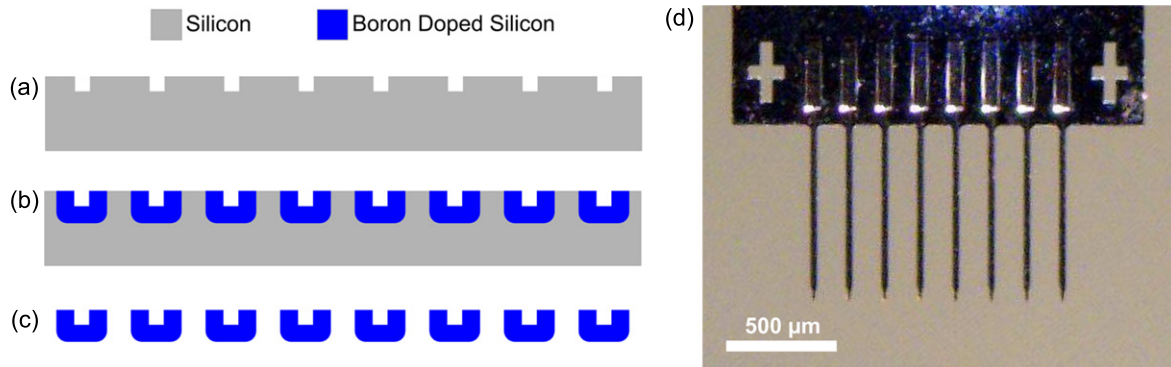 Silicon
Boron Doped Silicon
(a)
(b)
(c)
(d)
500 µm